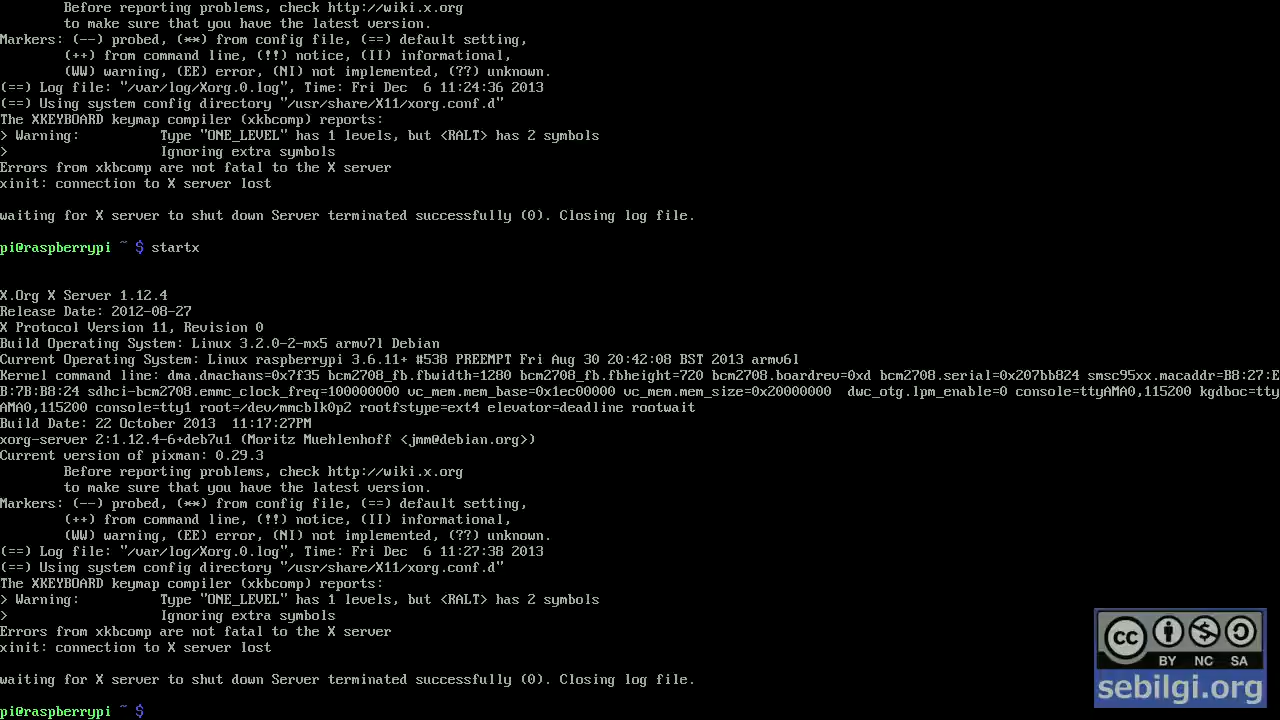 Before reporting problems, check http://wiki.x.org
to make sure that you have the latest version.
Markers: (--) probed, (**) from config file, (==) default setting,
(++) from command line, (!!) notice, (II) informational,
(WW) warning, (EE) error, (NI) not implemented, (??) unknown.
(==) Log file: "/var/log/Xorg.0.log", Time: Fri Dec  6 11:24:36 2013
(==) Using system config directory "/usr/share/X11/xorg.conf.d"
The XKEYBOARD keymap compiler (xkbcomp) reports:
> Warning:          Type "ONE_LEVEL" has 1 levels, but <RALT> has 2 symbols
>                   Ignoring extra symbols
Errors from xkbcomp are not fatal to the X server
xinit: connection to X server lost
waiting for X server to shut down Server terminated successfully (0). Closing log file.
pi@raspberrypi ~ $ startx
X.Org X Server 1.12.4
Release Date: 2012-08-27
X Protocol Version 11, Revision 0
Build Operating System: Linux 3.2.0-2-mx5 armv7l Debian
Current Operating System: Linux raspberrypi 3.6.11+ #538 PREEMPT Fri Aug 30 20:42:08 BST 2013 armv6l
Kernel command line: dma.dmachans=0x7f35 bcm2708_fb.fbwidth=1280 bcm2708_fb.fbheight=720 bcm2708.boardrev=0xd bcm2708.serial=0x207bb824 smsc95xx.macaddr=B8:27:E
B:7B:B8:24 sdhci-bcm2708.emmc_clock_freq=100000000 vc_mem.mem_base=0x1ec00000 vc_mem.mem_size=0x20000000  dwc_otg.lpm_enable=0 console=ttyAMA0,115200 kgdboc=tty
AMA0,115200 console=tty1 root=/dev/mmcblk0p2 rootfstype=ext4 elevator=deadline rootwait
Build Date: 22 October 2013  11:17:27PM
xorg-server 2:1.12.4-6+deb7u1 (Moritz Muehlenhoff <jmm@debian.org>)
Current version of pixman: 0.29.3
Before reporting problems, check http://wiki.x.org
to make sure that you have the latest version.
Markers: (--) probed, (**) from config file, (==) default setting,
(++) from command line, (!!) notice, (II) informational,
(WW) warning, (EE) error, (NI) not implemented, (??) unknown.
(==) Log file: "/var/log/Xorg.0.log", Time: Fri Dec  6 11:27:38 2013
(==) Using system config directory "/usr/share/X11/xorg.conf.d"
The XKEYBOARD keymap compiler (xkbcomp) reports:
> Warning:          Type "ONE_LEVEL" has 1 levels, but <RALT> has 2 symbols
>                   Ignoring extra symbols
Errors from xkbcomp are not fatal to the X server
xinit: connection to X server lost
waiting for X server to shut down Server terminated successfully (0). Closing log file.
pi@raspberrypi ~ $
cc
BY NC SA
sebilgi.org